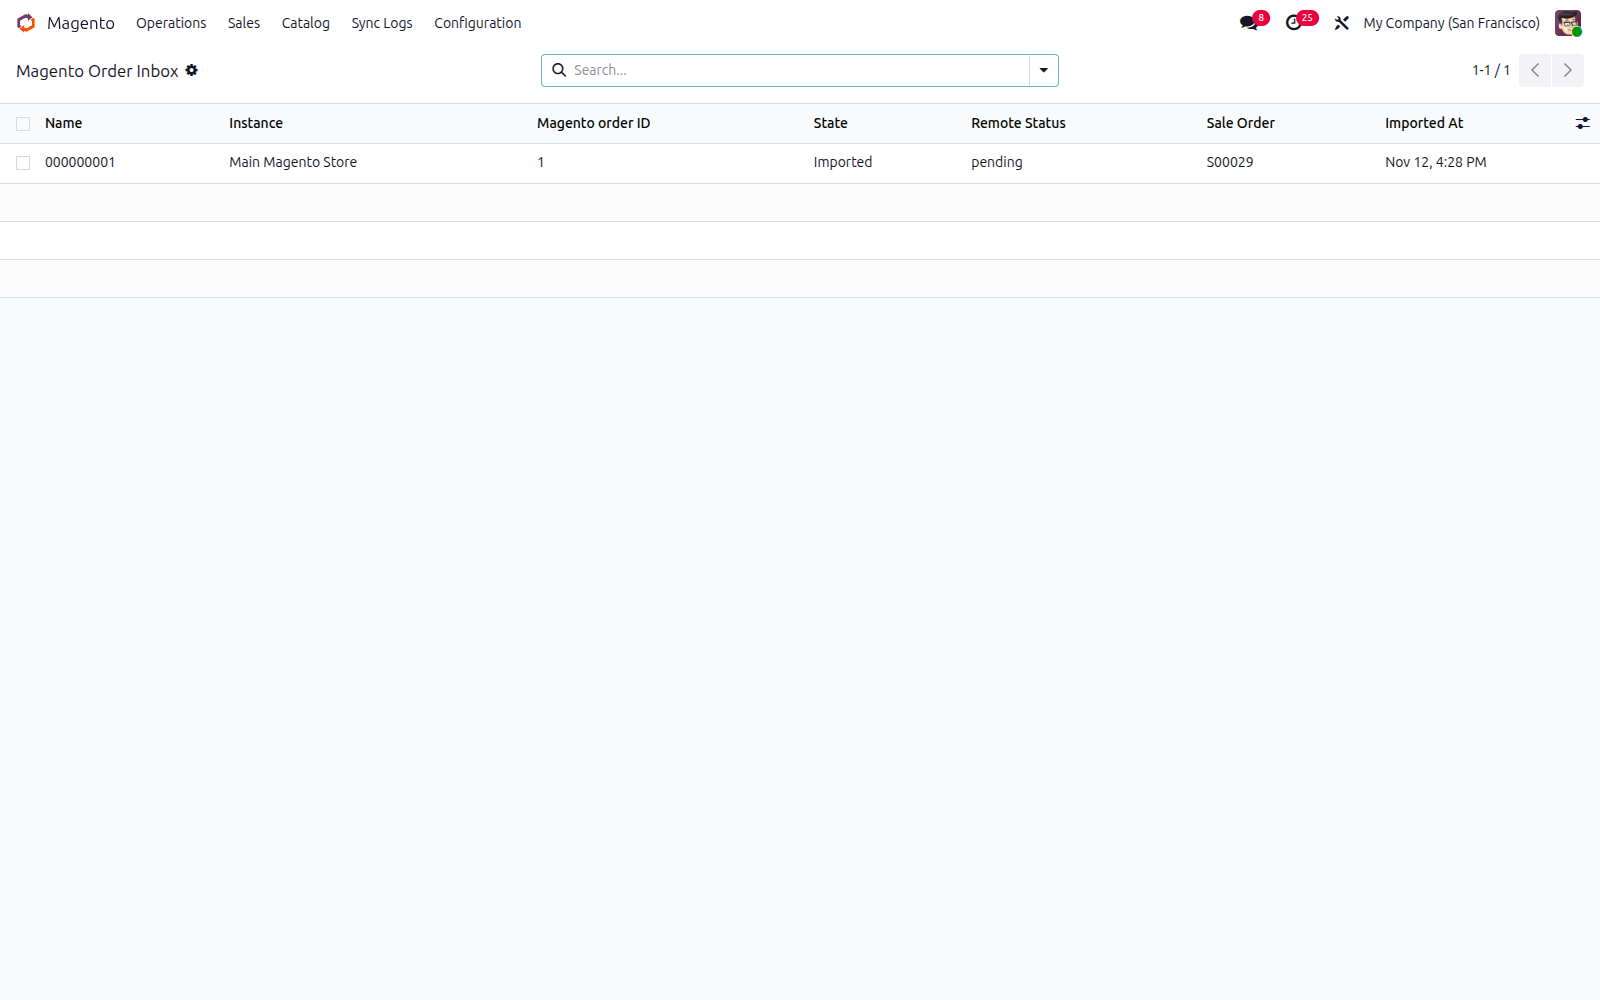 Magento Operations Sales Catalog Sync Logs Configuration 8 25 My Company (San Francisco)
Magento Order Inbox Search... 1-1 / 1
Name Instance Magento order ID State Remote Status Sale Order Imported At
000000001 Main Magento Store 1 Imported pending S00029 Nov 12, 4:28 PM